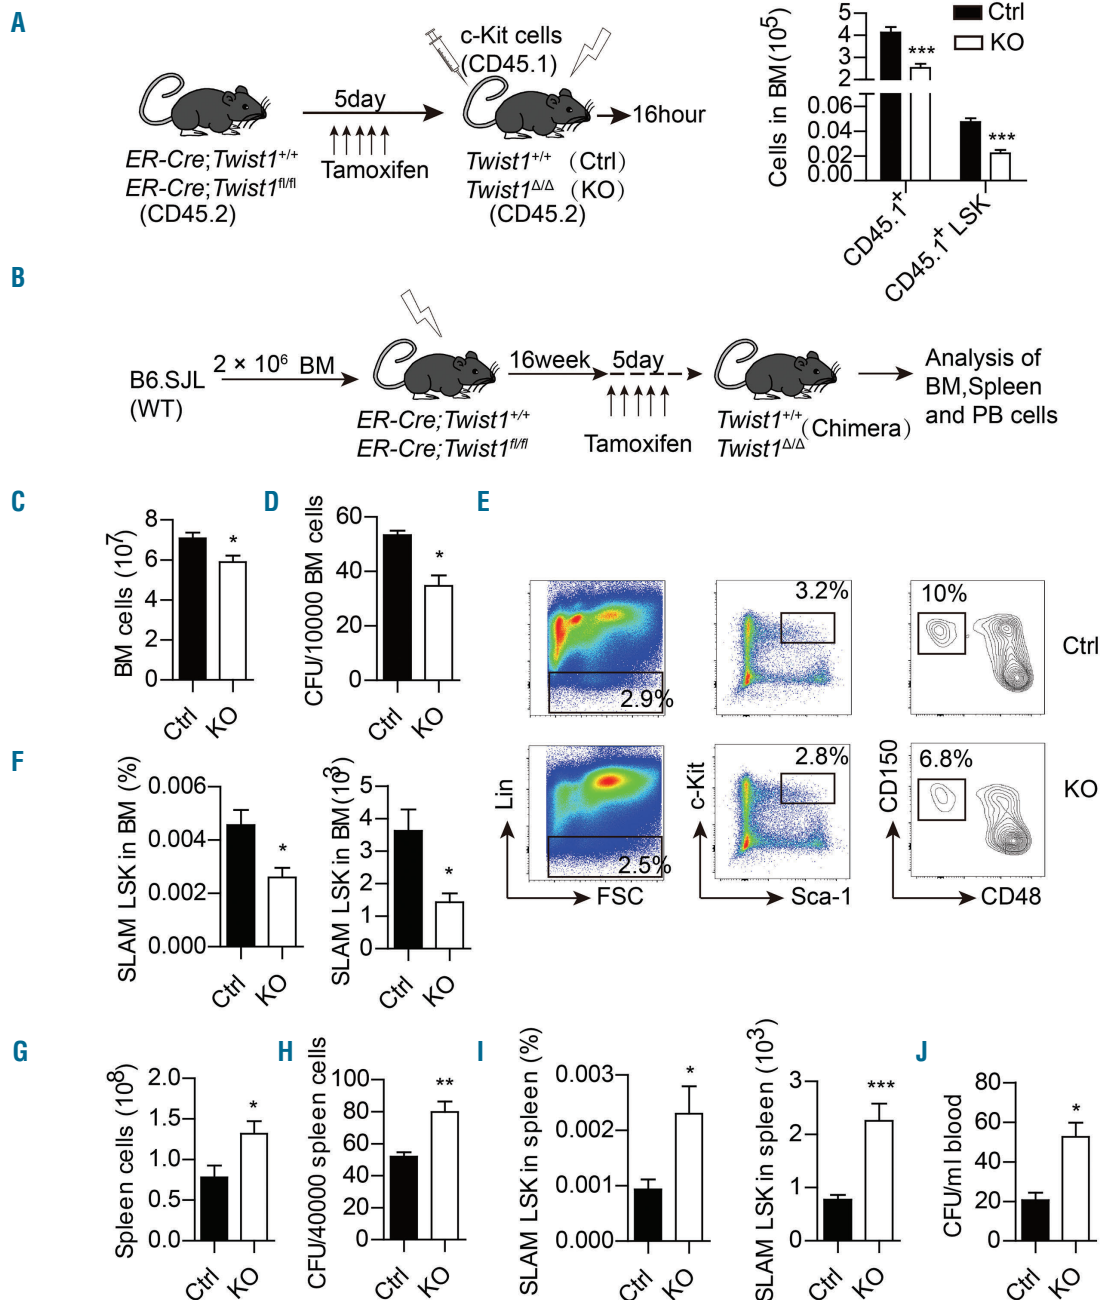 A
c-Kit cells
(CD45.1)
5day
16hour
ER-Cre;Twist1+/+
ER-Cre;Twist1fl/fl
(CD45.2)
Tamoxifen
Twist1+/+ (Ctrl)
Twist1Δ/Δ (KO)
(CD45.2)
Cells in BM (10⁵)
5
4
3
2
0.06
0.04
0.02
0.00
Ctrl
KO
***
***
CD45.1+
CD45.1+ LSK
B
B6.SJL
(WT)
2 × 10⁶ BM
16week
5day
ER-Cre;Twist1+/+
ER-Cre;Twist1fl/fl
Tamoxifen
Twist1+/+
Twist1Δ/Δ
(Chimera)
Analysis of
BM,Spleen
and PB cells
C
BM cells (10⁷)
8
6
4
2
0
*
Ctrl
KO
D
CFU/10000 BM cells
60
40
20
0
*
Ctrl
KO
E
2.9%
3.2%
10%
Ctrl
2.5%
2.8%
6.8%
KO
Lin
FSC
c-Kit
Sca-1
CD150
CD48
F
SLAM LSK in BM (%)
0.006
0.004
0.002
0.000
*
Ctrl
KO
SLAM LSK in BM (10³)
5
4
3
2
1
0
*
Ctrl
KO
G
Spleen cells (10⁸)
2.0
1.5
1.0
0.5
0.0
*
Ctrl
KO
H
CFU/40000 spleen cells
100
80
60
40
20
0
**
Ctrl
KO
I
SLAM LSK in spleen (%)
0.003
0.002
0.001
0.000
*
Ctrl
KO
SLAM LSK in spleen (10³)
3
2
1
0
***
Ctrl
KO
J
CFU/ml blood
80
60
40
20
0
*
Ctrl
KO